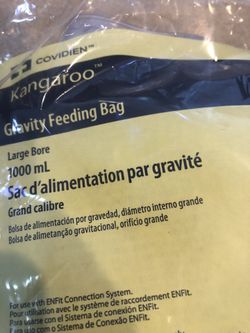 COVIDIEN™
Kangaroo™
Gravity Feeding Bag
Large Bore
1000 mL
Sac d'alimentation par gravité
Grand calibre
Bolsa de alimentación por gravedad, diámetro interno grande
Bolsa de alimentação gravitacional, orifício grande
For use with ENFit Connection System.
Pour utilisation avec le système de raccordement ENFit.
Para usarse con el Sistema de conexión ENFit.
Para uso com o Sistema de Conexão ENFit.